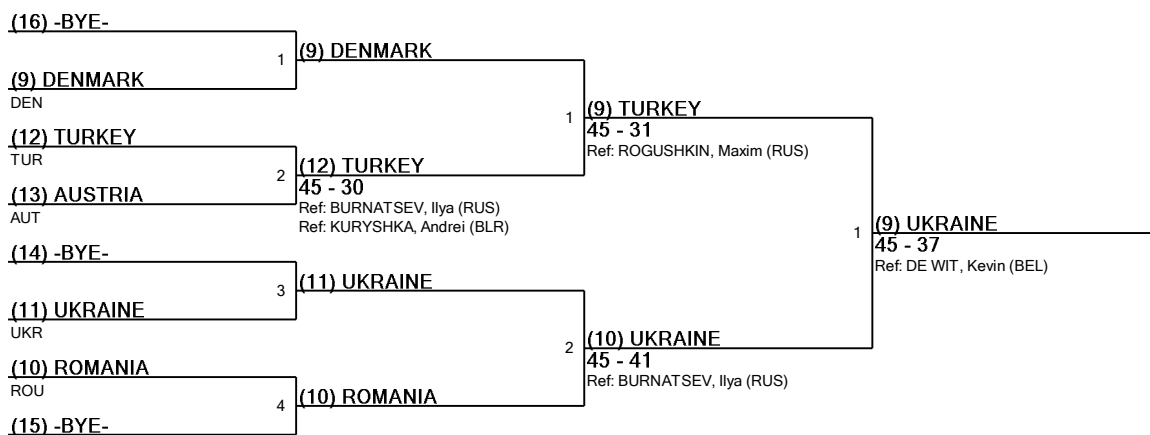 (16) -BYE-
1
(9) DENMARK
(9) DENMARK
DEN
(12) TURKEY
TUR
1
(9) TURKEY
45 - 31
Ref: ROGUSHKIN, Maxim (RUS)
2
(12) TURKEY
45 - 30
Ref: BURNATSEV, Ilya (RUS)
Ref: KURYSHKA, Andrei (BLR)
(13) AUSTRIA
AUT
1
(9) UKRAINE
45 - 37
Ref: DE WIT, Kevin (BEL)
(14) -BYE-
3
(11) UKRAINE
(11) UKRAINE
UKR
2
(10) UKRAINE
45 - 41
Ref: BURNATSEV, Ilya (RUS)
(10) ROMANIA
ROU
4
(10) ROMANIA
(15) -BYE-